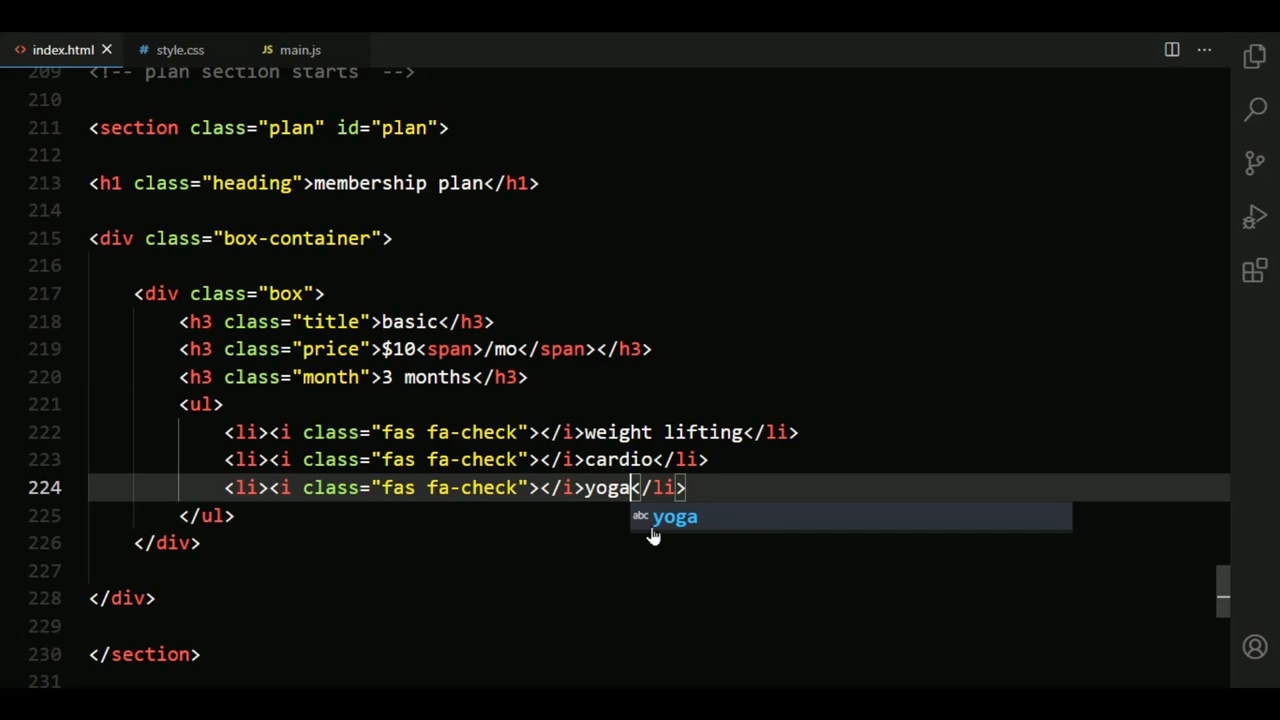 index.html style.css main.js
209 <!-- plan section starts  -->
210
211 <section class="plan" id="plan">
212
213 <h1 class="heading">membership plan</h1>
214
215 <div class="box-container">
216
217     <div class="box">
218         <h3 class="title">basic</h3>
219         <h3 class="price">$10<span>/mo</span></h3>
220         <h3 class="month">3 months</h3>
221         <ul>
222             <li><i class="fas fa-check"></i>weight lifting</li>
223             <li><i class="fas fa-check"></i>cardio</li>
224             <li><i class="fas fa-check"></i>yoga</li>
abc yoga
225         </ul>
226     </div>
227
228 </div>
229
230 </section>
231